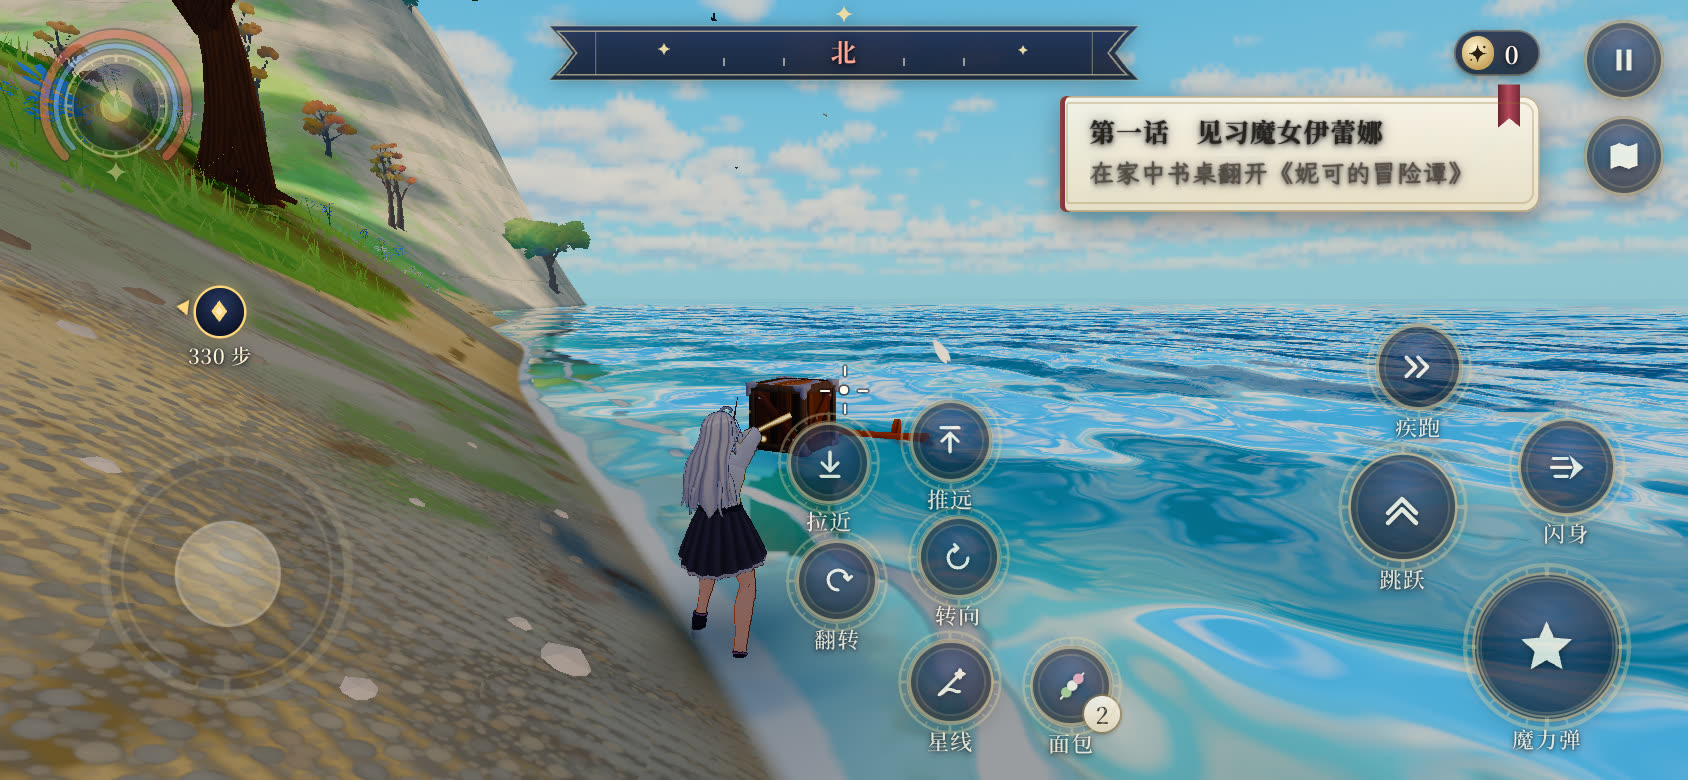 北
0
第一话　见习魔女伊蕾娜
在家中书桌翻开《妮可的冒险谭》
330 步
疾跑
推远
拉近
闪身
跳跃
转向
翻转
星线
2
面包
魔力弹